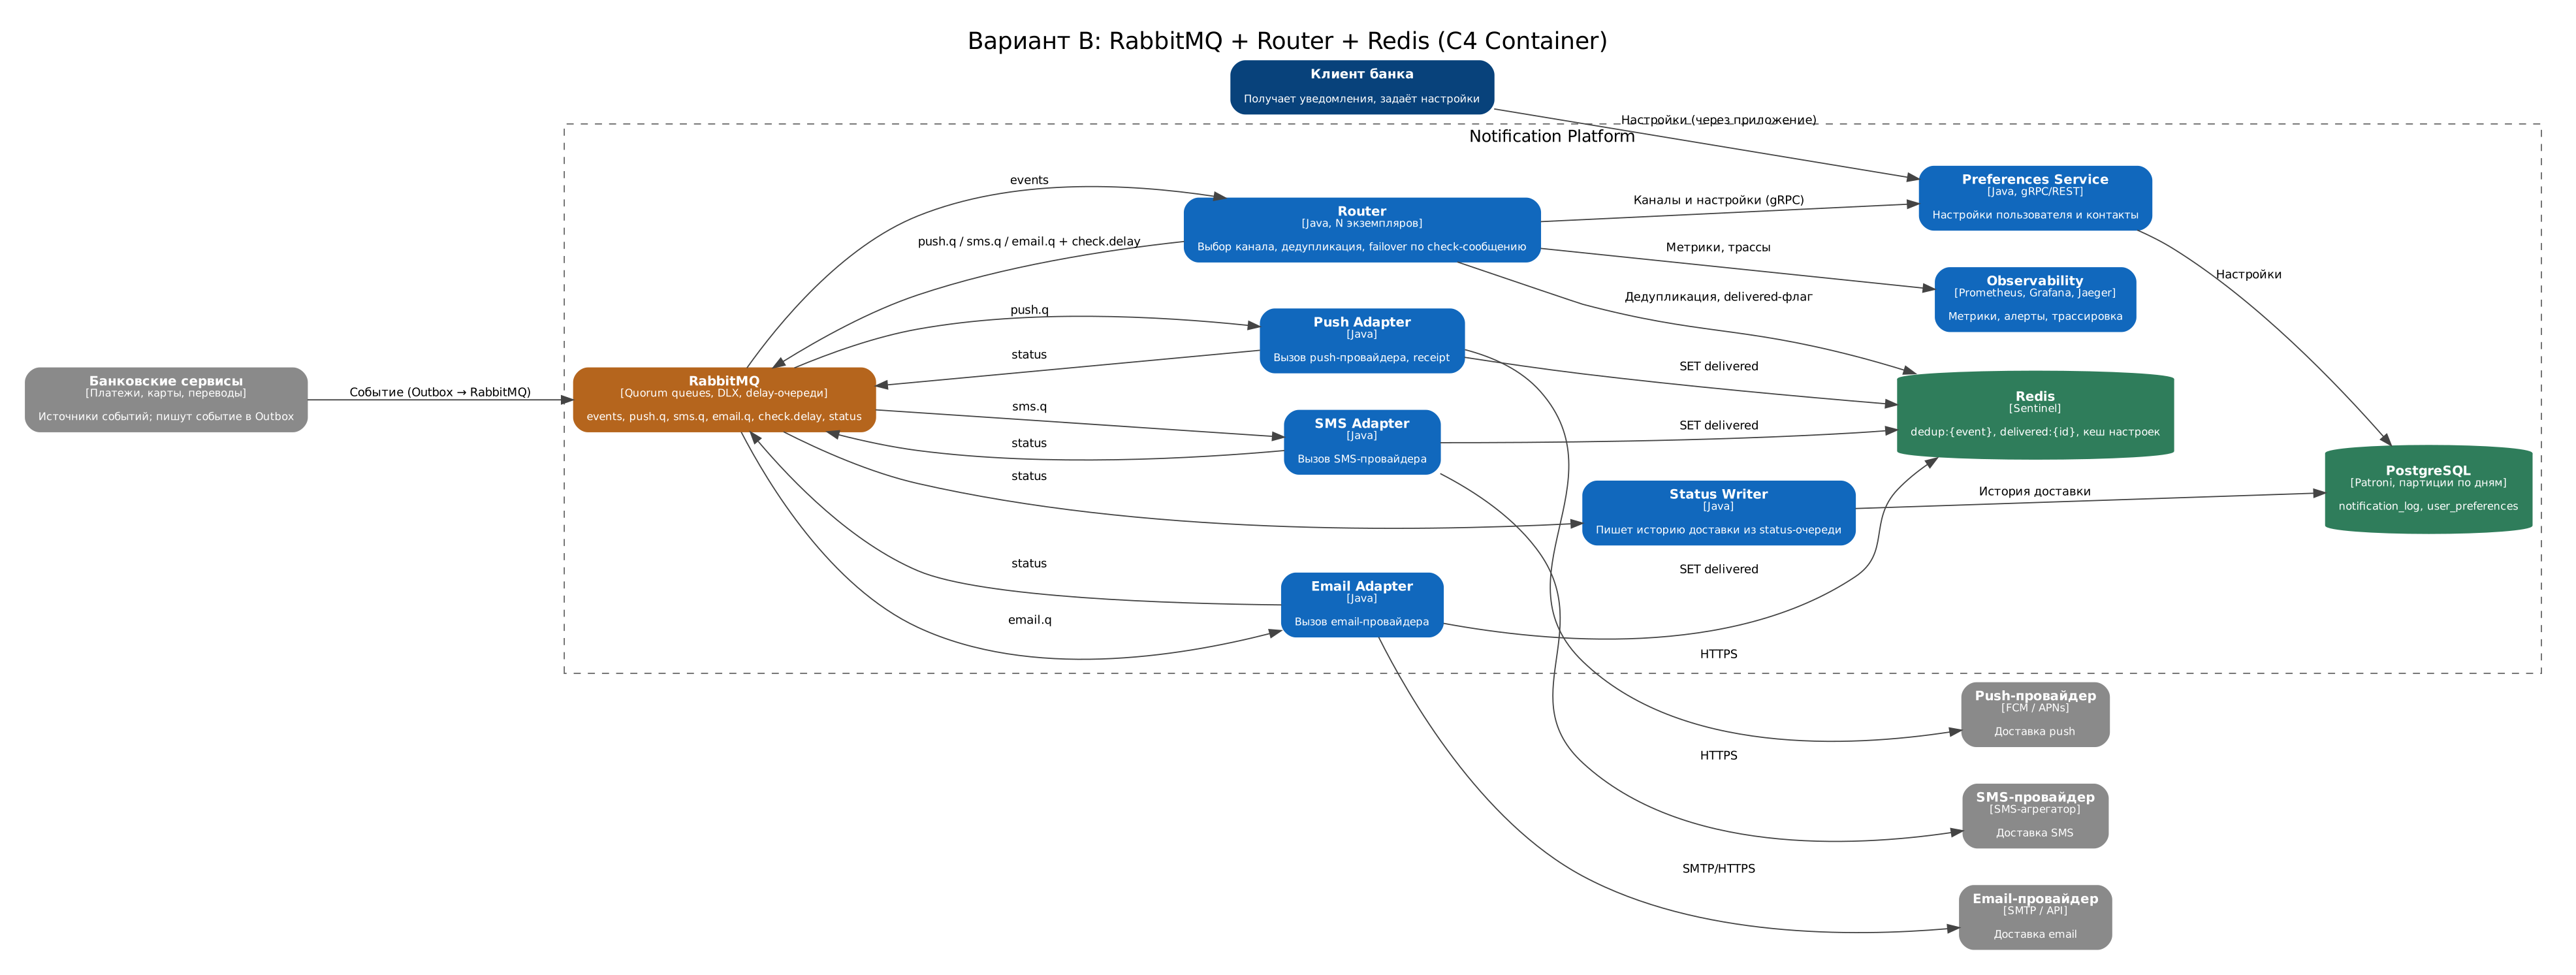 Вариант B: RabbitMQ + Router + Redis (C4 Container)
Клиент банка
Получает уведомления, задаёт настройки
Настройки (через приложение)
Notification Platform
Preferences Service
[Java, gRPC/REST]
Настройки пользователя и контакты
events
Router
[Java, N экземпляров]
Выбор канала, дедупликация, failover по check-сообщению
Каналы и настройки (gRPC)
push.q / sms.q / email.q + check.delay
Метрики, трассы
Observability
[Prometheus, Grafana, Jaeger]
Метрики, алерты, трассировка
Настройки
Дедупликация, delivered-флаг
push.q
Push Adapter
[Java]
Вызов push-провайдера, receipt
status
SET delivered
Банковские сервисы
[Платежи, карты, переводы]
Источники событий; пишут событие в Outbox
Событие (Outbox → RabbitMQ)
RabbitMQ
[Quorum queues, DLX, delay-очереди]
events, push.q, sms.q, email.q, check.delay, status
sms.q
SMS Adapter
[Java]
Вызов SMS-провайдера
status
SET delivered
Redis
[Sentinel]
dedup:{event}, delivered:{id}, кеш настроек
status
Status Writer
[Java]
Пишет историю доставки из status-очереди
История доставки
PostgreSQL
[Patroni, партиции по дням]
notification_log, user_preferences
status
Email Adapter
[Java]
Вызов email-провайдера
SET delivered
email.q
HTTPS
Push-провайдер
[FCM / APNs]
Доставка push
HTTPS
SMS-провайдер
[SMS-агрегатор]
Доставка SMS
SMTP/HTTPS
Email-провайдер
[SMTP / API]
Доставка email